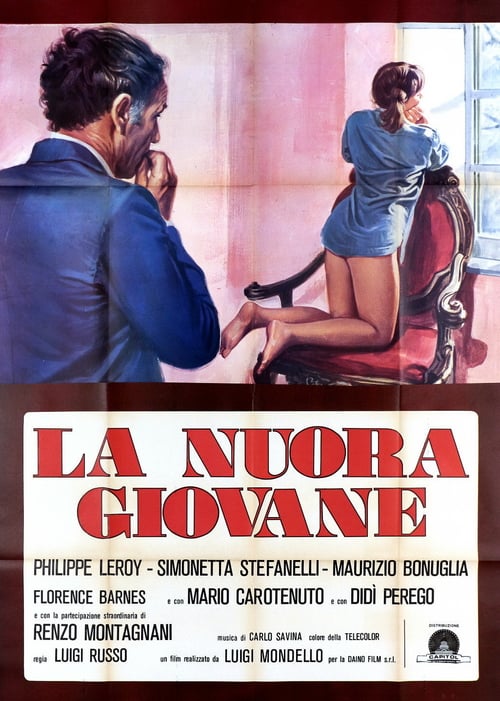 LA NUORA
GIOVANE
PHILIPPE LEROY - SIMONETTA STEFANELLI - MAURIZIO BONUGLIA
FLORENCE BARNES e con MARIO CAROTENUTO e con DIDÌ PEREGO
e con la partecipazione straordinaria di
RENZO MONTAGNANI
musica di CARLO SAVINA colore della TELECOLOR
regia LUIGI RUSSO un film realizzato da LUIGI MONDELLO per la DAINO FILM s.r.l.
DISTRIBUZIONE
CAPITOL